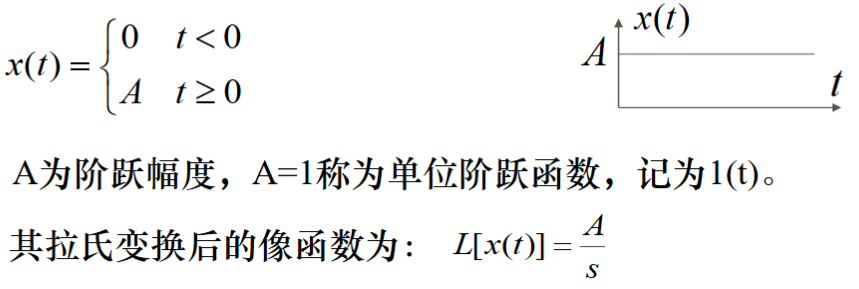 x(t) = { 0 t < 0
A t ≥ 0
x(t)
A
t
A为阶跃幅度，A=1称为单位阶跃函数，记为1(t)。
其拉氏变换后的像函数为： L[x(t)] = A/s